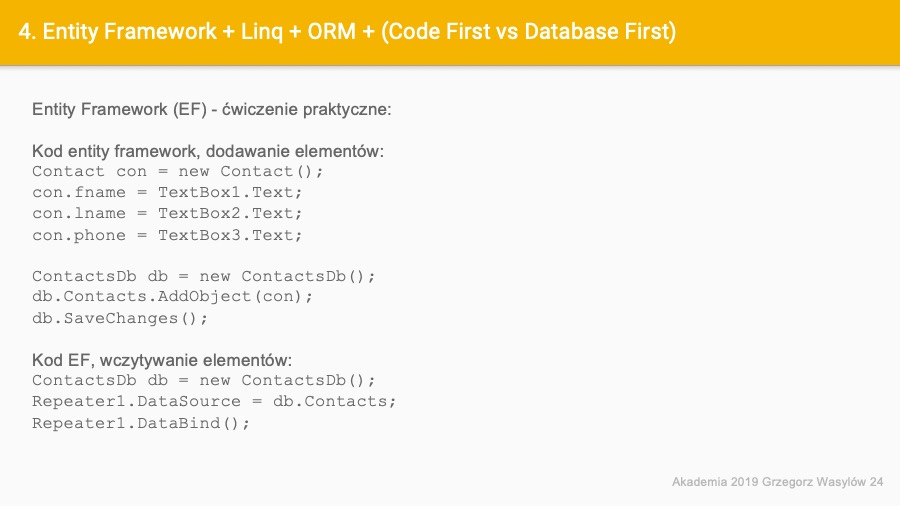 4. Entity Framework + Linq + ORM + (Code First vs Database First)
Entity Framework (EF) - ćwiczenie praktyczne:
Kod entity framework, dodawanie elementów:
Contact con = new Contact();
con.fname = TextBox1.Text;
con.lname = TextBox2.Text;
con.phone = TextBox3.Text;
ContactsDb db = new ContactsDb();
db.Contacts.AddObject(con);
db.SaveChanges();
Kod EF, wczytywanie elementów:
ContactsDb db = new ContactsDb();
Repeater1.DataSource = db.Contacts;
Repeater1.DataBind();
Akademia 2019 Grzegorz Wasylów 24